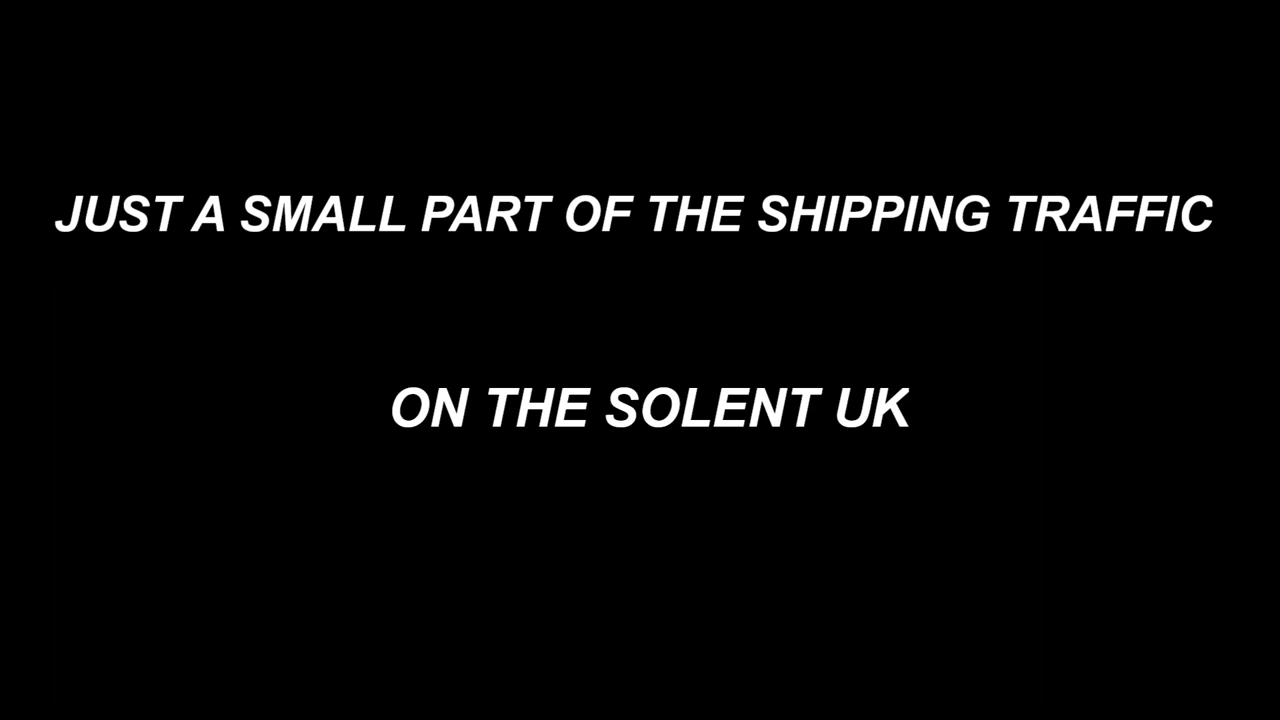 JUST A SMALL PART OF THE SHIPPING TRAFFIC
ON THE SOLENT UK